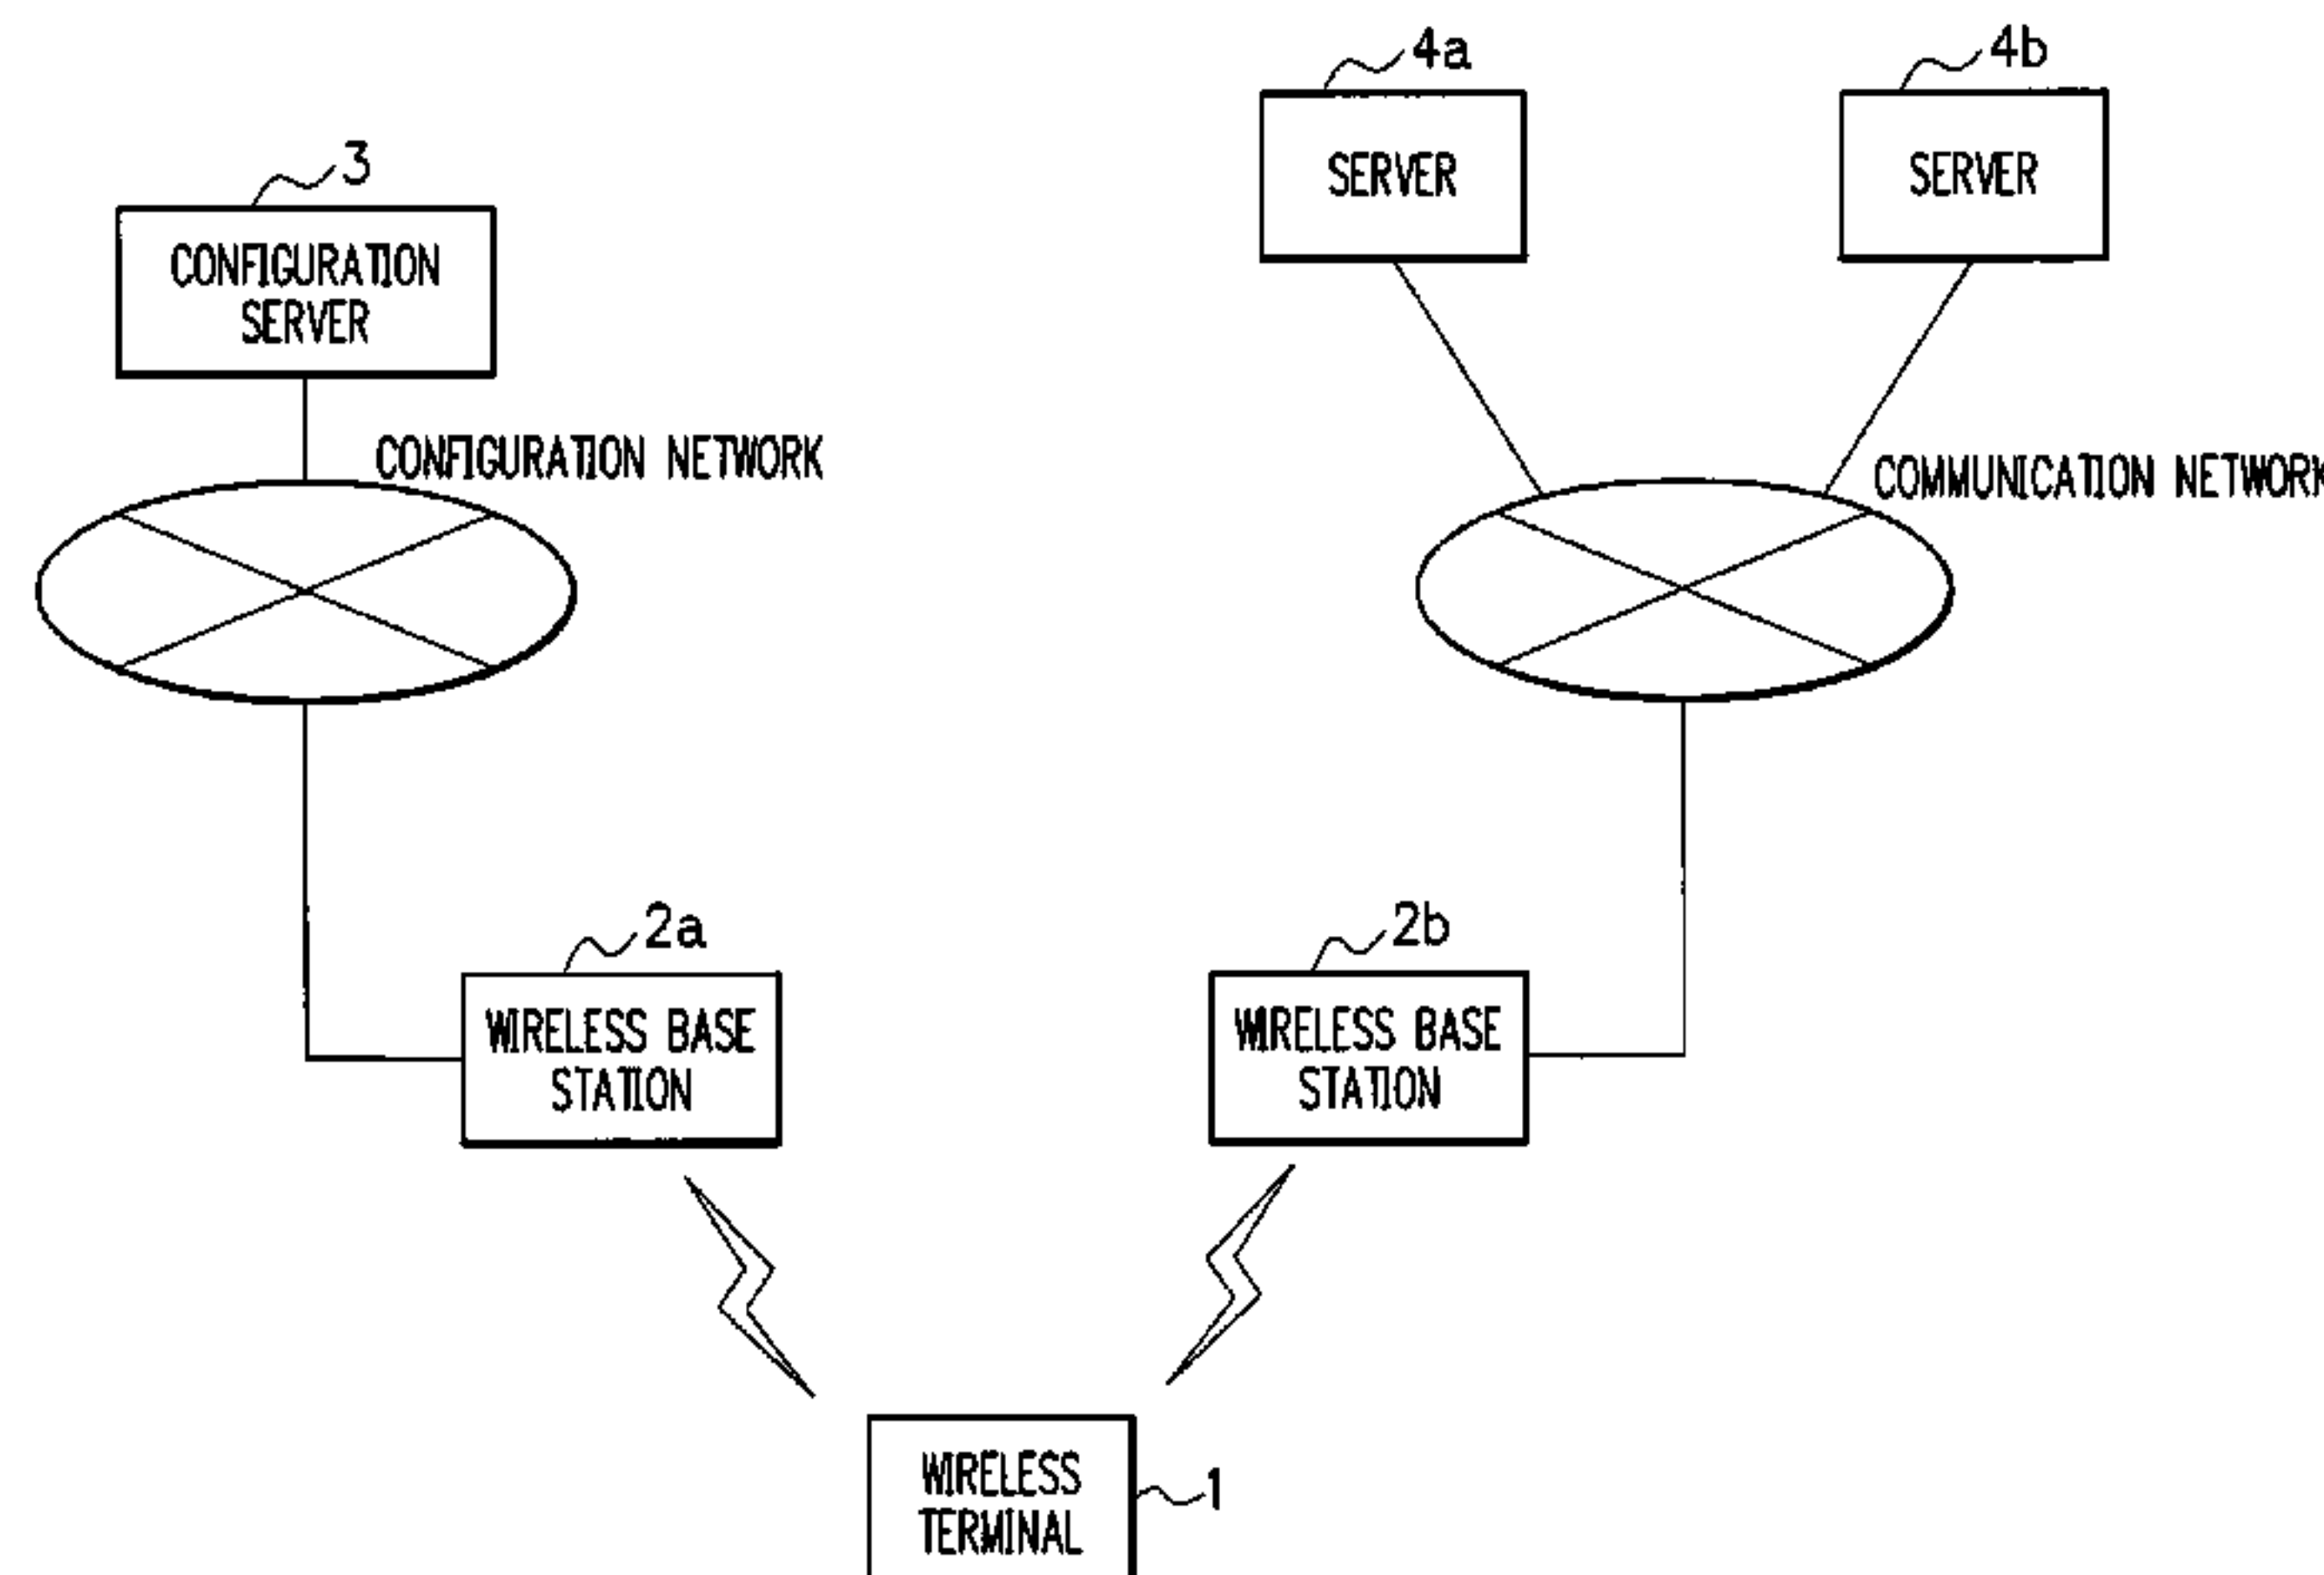 4a
4b
SERVER
SERVER
3
CONFIGURATION
SERVER
CONFIGURATION NETWORK
COMMUNICATION NETWORK
2a
2b
WIRELESS BASE
STATION
WIRELESS BASE
STATION
WIRELESS
TERMINAL
1